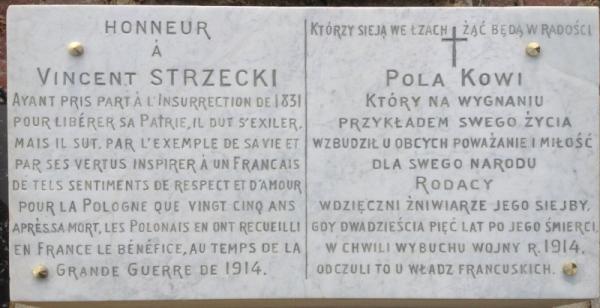 HONNEUR
À
VINCENT STRZECKI
AYANT PRIS PART À L'INSURRECTION DE 1831
POUR LIBÉRER SA PATRIE, IL DUT S'EXILER,
MAIS IL SUT, PAR L'EXEMPLE DE SA VIE ET
PAR SES VERTUS INSPIRER À UN FRANCAIS
DE TELS SENTIMENTS DE RESPECT ET D'AMOUR
POUR LA POLOGNE QUE VINGT CINQ ANS
APRÈS SA MORT, LES POLONAIS EN ONT RECUEILLI
EN FRANCE LE BÉNÉFICE, AU TEMPS DE LA
GRANDE GUERRE DE 1914.
KTÓRZY SIEJĄ WE ŁZACH ŻĄĆ BĘDĄ W RADOŚCI
POLA KOWI
KTÓRY NA WYGNANIU
PRZYKŁADEM SWEGO ŻYCIA
WZBUDZIŁ U OBCYCH POWAŻANIE I MIŁOŚĆ
DLA SWEGO NARODU
RODACY
WDZIĘCZNI ŻNIWIARZE JEGO SIEJBY,
GDY DWADZIEŚCIA PIĘĆ LAT PO JEGO ŚMIERCI,
W CHWILI WYBUCHU WOJNY R. 1914,
ODCZULI TO U WŁADZ FRANCUSKICH.